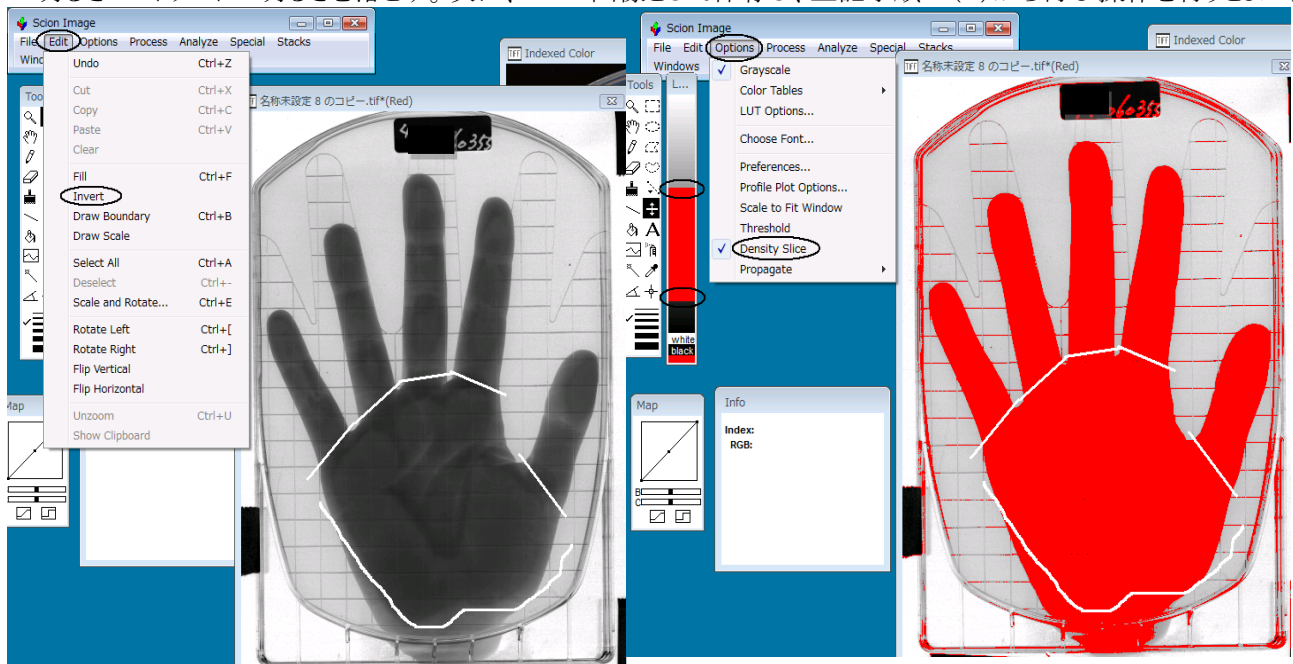 Scion Image
File Edit Options Process Analyze Special Stacks
Undo Ctrl+Z
Cut Ctrl+X
Copy Ctrl+C
Paste Ctrl+V
Clear
Fill Ctrl+F
Invert
Draw Boundary Ctrl+B
Draw Scale
Select All Ctrl+A
Deselect Ctrl+-
Scale and Rotate... Ctrl+E
Rotate Left Ctrl+[
Rotate Right Ctrl+]
Flip Vertical
Flip Horizontal
Unzoom Ctrl+U
Show Clipboard
Indexed Color
名称未設定 8 のコピー.tif*(Red)
Scion Image
File Edit Options Process Analyze Special Stacks
Windows
Grayscale
Color Tables
LUT Options...
Choose Font...
Preferences...
Profile Plot Options...
Scale to Fit Window
Threshold
Density Slice
Propagate
Tools
L...
white
black
Map
B
C
Info
Index:
RGB:
TIFF Indexed Color
TIFF 名称未設定 8 のコピー.tif*(Red)